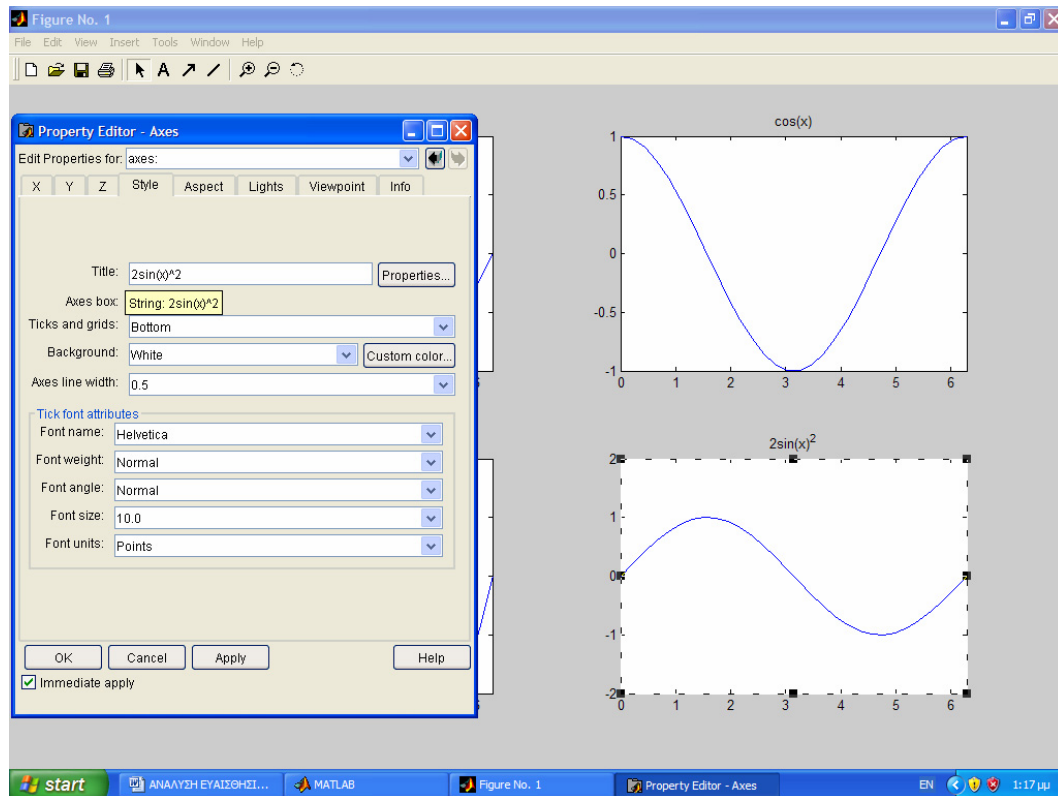 Figure No. 1
File Edit View Insert Tools Window Help
Property Editor - Axes
Edit Properties for: axes:
X Y Z Style Aspect Lights Viewpoint Info
Title: 2sin(x)^2 Properties...
Axes box:
String: 2sin(x)^2
Ticks and grids: Bottom
Background: White Custom color...
Axes line width: 0.5
Tick font attributes
Font name: Helvetica
Font weight: Normal
Font angle: Normal
Font size: 10.0
Font units: Points
OK Cancel Apply Help
Immediate apply
cos(x)
1
0.5
0
-0.5
-1
0 1 2 3 4 5 6
2sin(x)²
2
1
0
-1
-2
0 1 2 3 4 5 6
start ΑΝΑΛΥΣΗ ΕΥΑΙΣΘΗΣΙ... MATLAB Figure No. 1 Property Editor - Axes EN 1:17 μμ